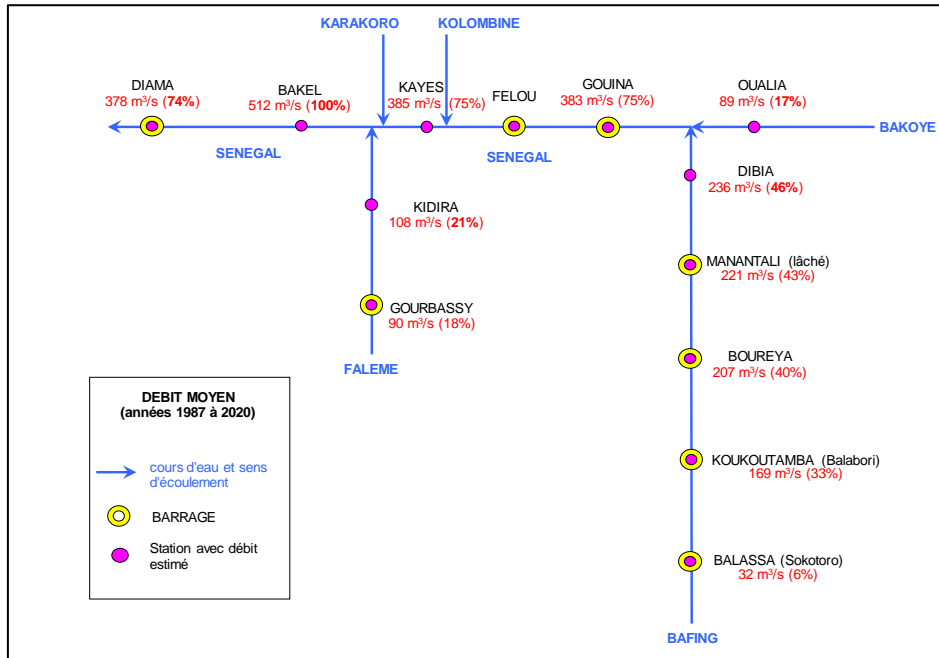 KARAKORO
KOLOMBINE
DIAMA
378 m³/s (74%)
BAKEL
512 m³/s (100%)
KAYES
385 m³/s (75%)
FELOU
GOUINA
383 m³/s (75%)
OUALIA
89 m³/s (17%)
BAKOYE
SENEGAL
SENEGAL
DIBIA
236 m³/s (46%)
KIDIRA
108 m³/s (21%)
MANANTALI (lâché)
221 m³/s (43%)
GOURBASSY
90 m³/s (18%)
FALEME
BOUREYA
207 m³/s (40%)
KOUKOUTAMBA (Balabori)
169 m³/s (33%)
BALASSA (Sokotoro)
32 m³/s (6%)
BAFING
DEBIT MOYEN
(années 1987 à 2020)
cours d'eau et sens
d'écoulement
BARRAGE
Station avec débit
estimé